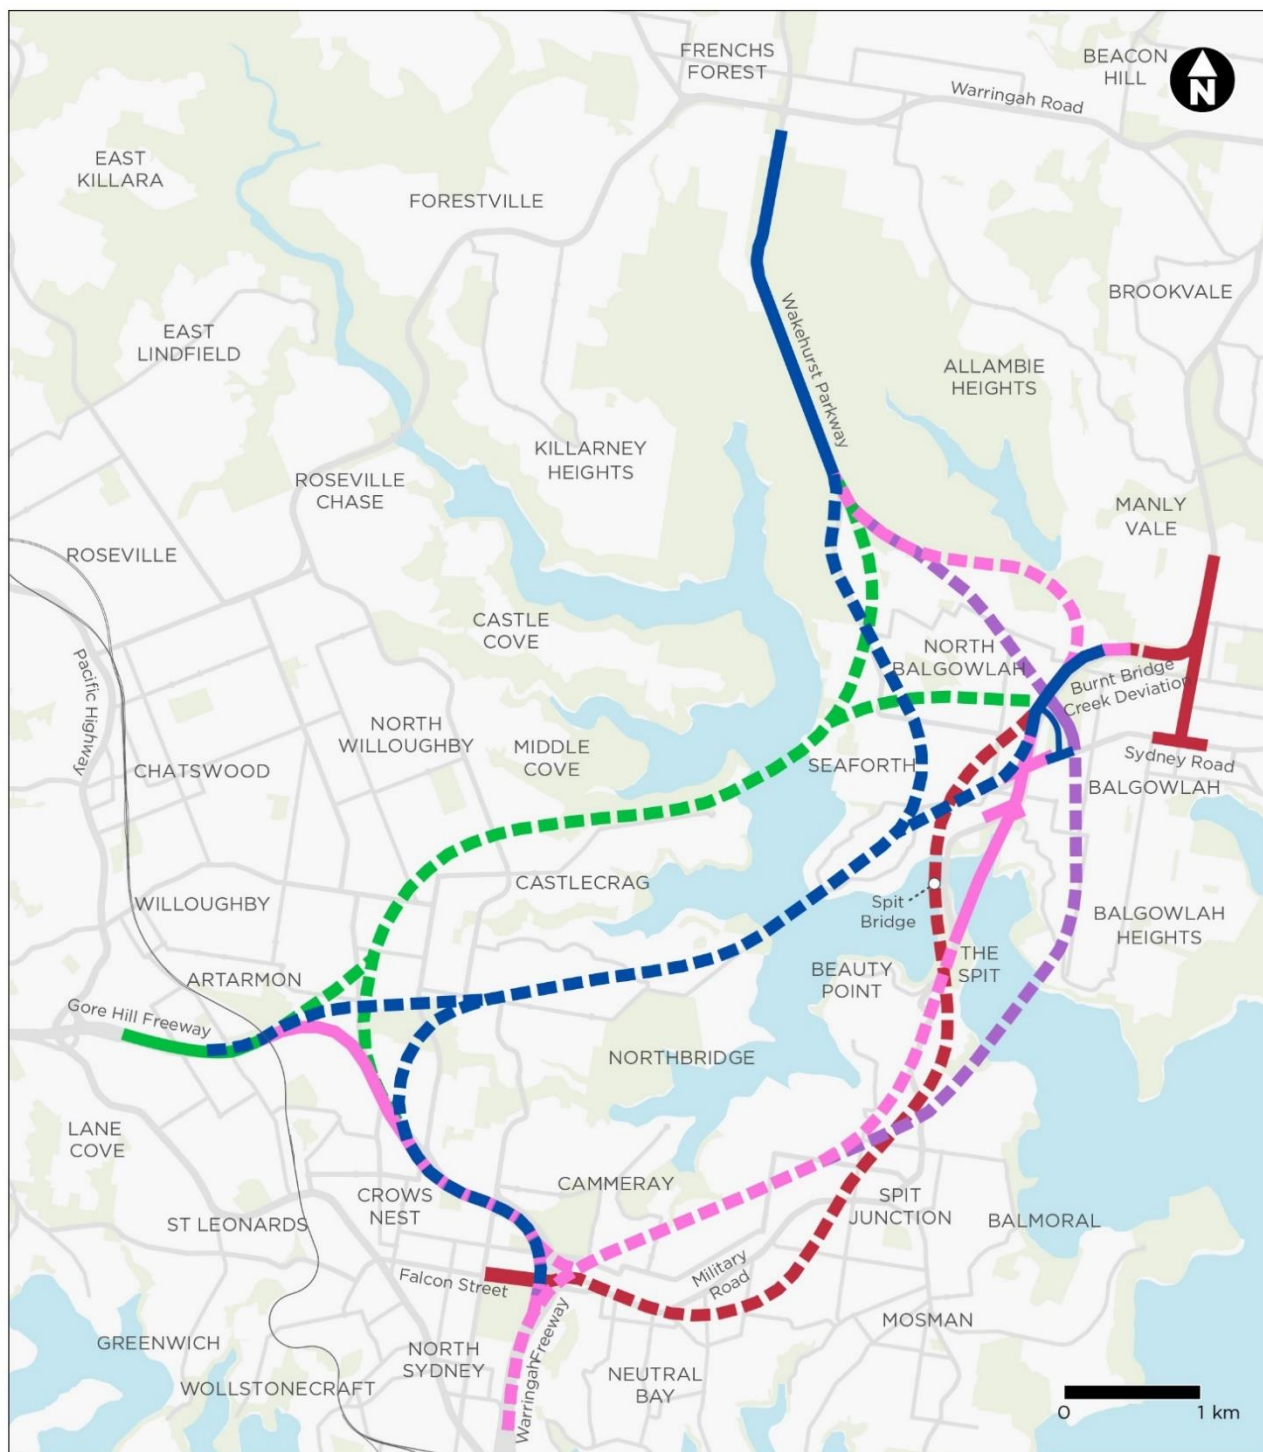 FRENCHS
FOREST
BEACON
HILL
N
Warringah Road
EAST
KILLARA
FORESTVILLE
BROOKVALE
EAST
LINDFIELD
Wakehurst Parkway
ALLAMBIE
HEIGHTS
KILLARNEY
HEIGHTS
ROSEVILLE
CHASE
MANLY
VALE
ROSEVILLE
CASTLE
COVE
NORTH
BALGOWLAH
Burnt Bridge
Creek Deviation
Pacific Highway
NORTH
WILLOUGHBY
MIDDLE
COVE
CHATSWOOD
SEAFORTH
Sydney Road
BALGOWLAH
CASTLECRAG
WILLOUGHBY
Spit
Bridge
BALGOWLAH
HEIGHTS
ARTARMON
BEAUTY
POINT
THE
SPIT
Gore Hill Freeway
NORTHBRIDGE
LANE
COVE
CAMMERAY
CROWS
NEST
SPIT
JUNCTION
ST LEONARDS
BALMORAL
Falcon Street
Military
Road
MOSMAN
GREENWICH
NORTH
SYDNEY
Warringah Freeway
NEUTRAL
BAY
WOLLSTONECRAFT
0 1 km